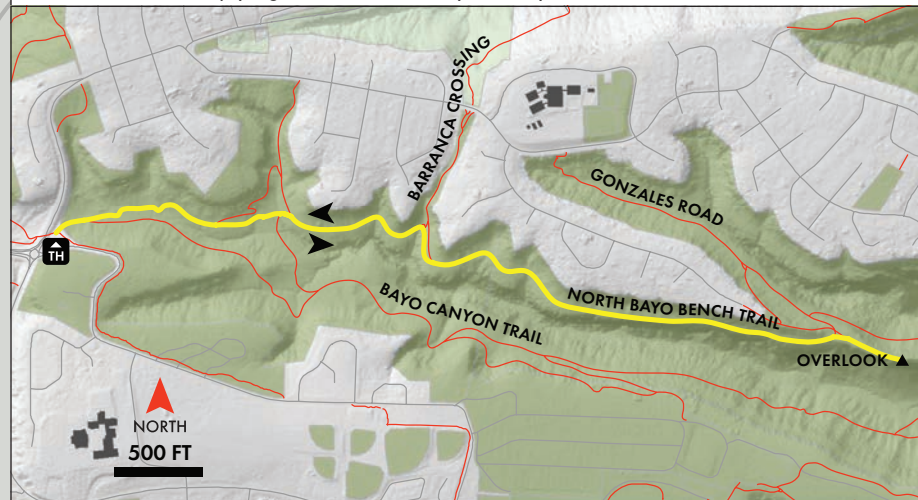 BARRANCA CROSSING
GONZALES ROAD
TH
NORTH BAYO BENCH TRAIL
BAYO CANYON TRAIL
OVERLOOK
NORTH
500 FT